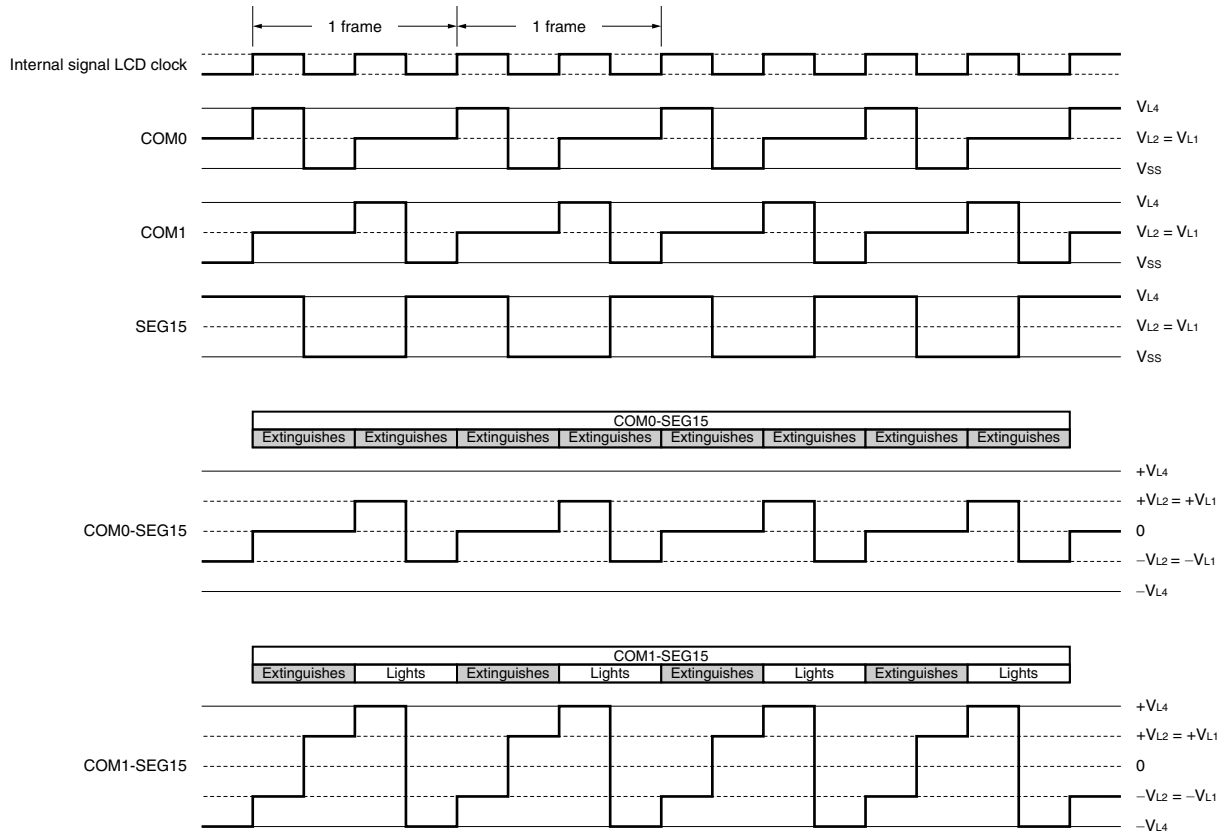 1 frame 1 frame
Internal signal LCD clock
VL4
COM0 VL2 = VL1
VSS
VL4
COM1 VL2 = VL1
VSS
VL4
SEG15 VL2 = VL1
VSS
COM0-SEG15
Extinguishes Extinguishes Extinguishes Extinguishes Extinguishes Extinguishes Extinguishes Extinguishes
+VL4
+VL2 = +VL1
COM0-SEG15 0
−VL2 = −VL1
−VL4
COM1-SEG15
Extinguishes Lights Extinguishes Lights Extinguishes Lights Extinguishes Lights
+VL4
+VL2 = +VL1
COM1-SEG15 0
−VL2 = −VL1
−VL4